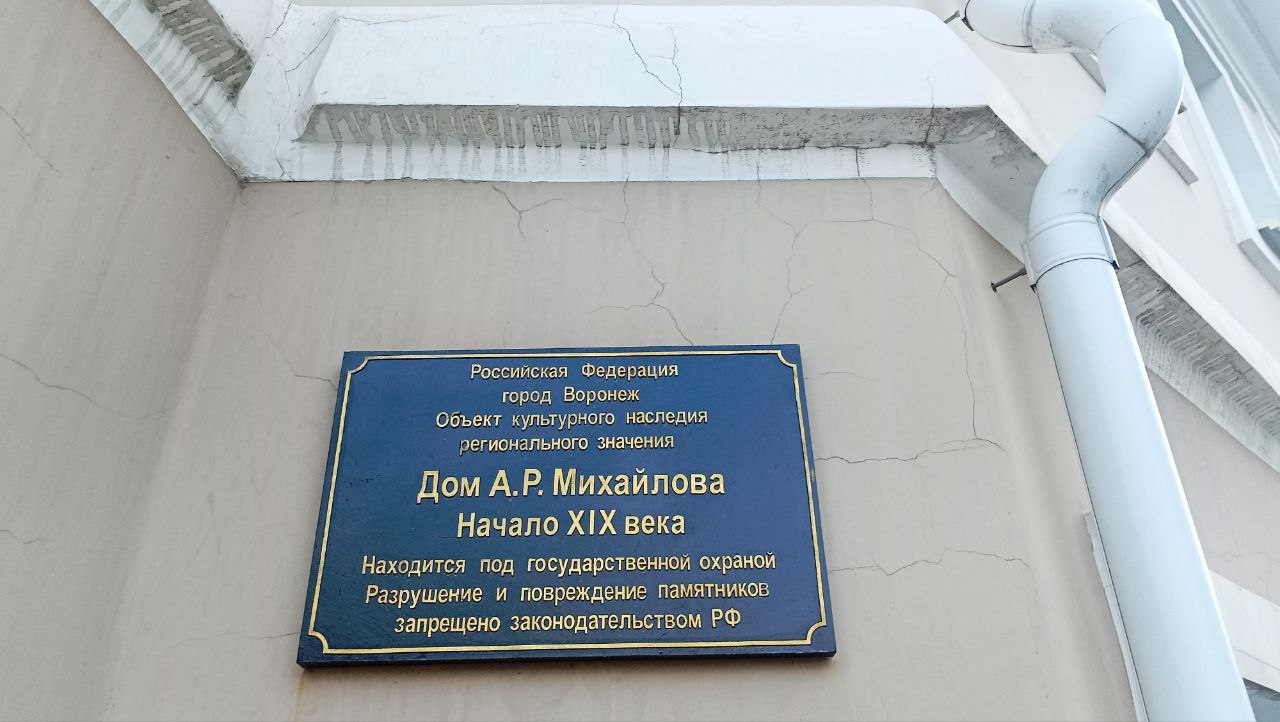 Российская Федерация
город Воронеж
Объект культурного наследия
регионального значения
Дом А.Р. Михайлова
Начало XIX века
Находится под государственной охраной
Разрушение и повреждение памятников
запрещено законодательством РФ